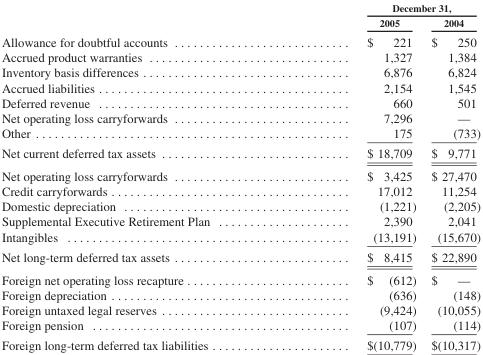 December 31,
2005 2004
Allowance for doubtful accounts ........................... $ 221 $ 250
Accrued product warranties ................................ 1,327 1,384
Inventory basis differences ................................. 6,876 6,824
Accrued liabilities ........................................ 2,154 1,545
Deferred revenue ........................................ 660 501
Net operating loss carryforwards ............................ 7,296 —
Other .................................................. 175 (733)
Net current deferred tax assets .............................. $ 18,709 $ 9,771
Net operating loss carryforwards ............................ $ 3,425 $ 27,470
Credit carryforwards ...................................... 17,012 11,254
Domestic depreciation ..................................... (1,221) (2,205)
Supplemental Executive Retirement Plan ..................... 2,390 2,041
Intangibles ............................................. (13,191) (15,670)
Net long-term deferred tax assets ............................ $ 8,415 $ 22,890
Foreign net operating loss recapture ......................... $ (612) $ —
Foreign depreciation ...................................... (636) (148)
Foreign untaxed legal reserves .............................. (9,424) (10,055)
Foreign pension ......................................... (107) (114)
Foreign long-term deferred tax liabilities ...................... $(10,779) $(10,317)